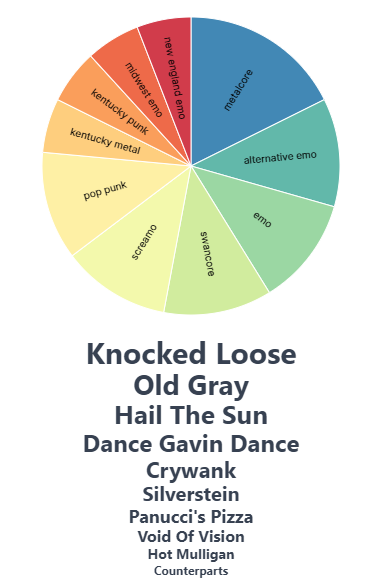 metalcore
alternative emo
emo
swancore
screamo
pop punk
kentucky metal
kentucky punk
midwest emo
new england emo
Knocked Loose
Old Gray
Hail The Sun
Dance Gavin Dance
Crywank
Silverstein
Panucci's Pizza
Void Of Vision
Hot Mulligan
Counterparts